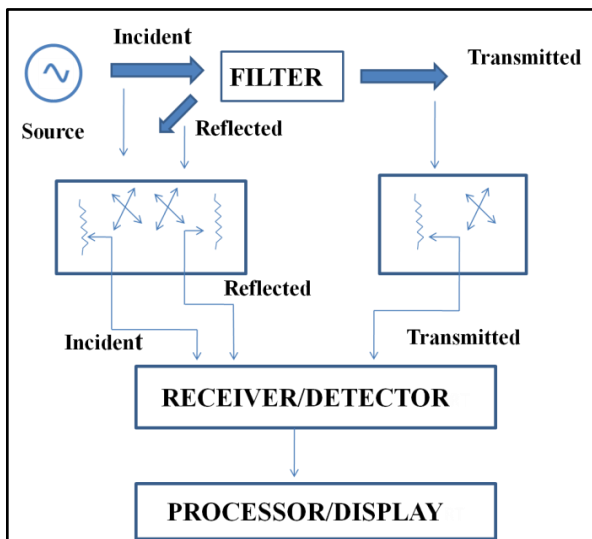 Incident
FILTER
Transmitted
Source
Reflected
Reflected
Incident
Transmitted
RECEIVER/DETECTOR
PROCESSOR/DISPLAY